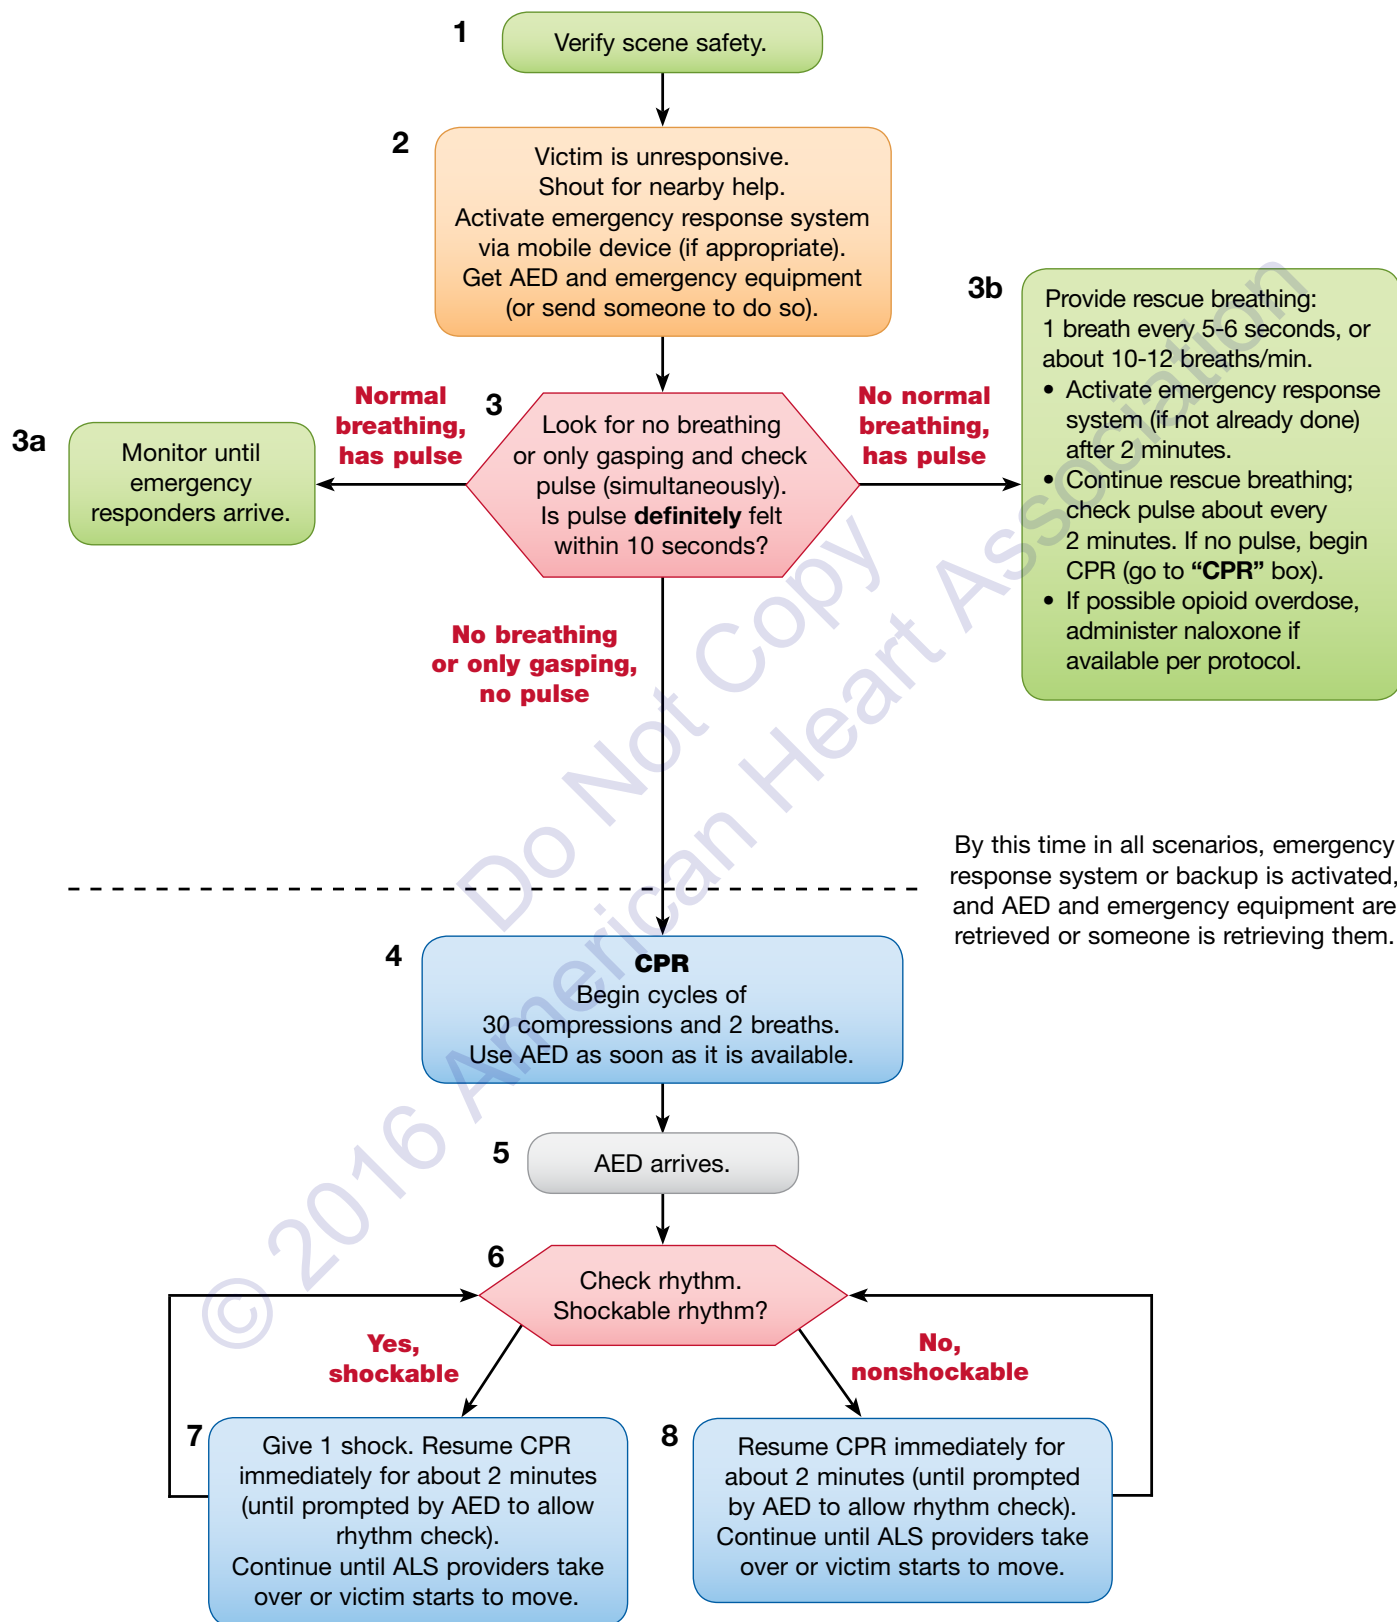 1
Verify scene safety.
2
Victim is unresponsive.
Shout for nearby help.
Activate emergency response system
via mobile device (if appropriate).
Get AED and emergency equipment
(or send someone to do so).
3
Look for no breathing
or only gasping and check
pulse (simultaneously).
Is pulse definitely felt
within 10 seconds?
Normal
breathing,
has pulse
3a
Monitor until
emergency
responders arrive.
No normal
breathing,
has pulse
3b
Provide rescue breathing:
1 breath every 5-6 seconds, or
about 10-12 breaths/min.
• Activate emergency response
system (if not already done)
after 2 minutes.
• Continue rescue breathing;
check pulse about every
2 minutes. If no pulse, begin
CPR (go to “CPR” box).
• If possible opioid overdose,
administer naloxone if
available per protocol.
No breathing
or only gasping,
no pulse
By this time in all scenarios, emergency
response system or backup is activated,
and AED and emergency equipment are
retrieved or someone is retrieving them.
4
CPR
Begin cycles of
30 compressions and 2 breaths.
Use AED as soon as it is available.
5
AED arrives.
6
Check rhythm.
Shockable rhythm?
Yes,
shockable
No,
nonshockable
7
Give 1 shock. Resume CPR
immediately for about 2 minutes
(until prompted by AED to allow
rhythm check).
Continue until ALS providers take
over or victim starts to move.
8
Resume CPR immediately for
about 2 minutes (until prompted
by AED to allow rhythm check).
Continue until ALS providers take
over or victim starts to move.
Do Not Copy
© 2016 American Heart Association